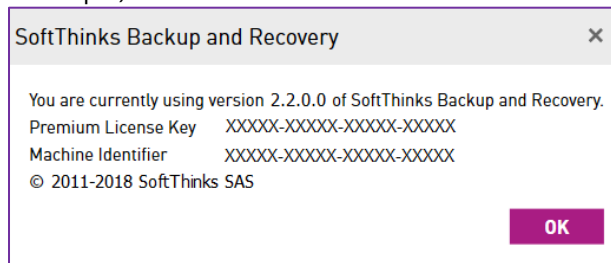 SoftThinks Backup and Recovery ×
You are currently using version 2.2.0.0 of SoftThinks Backup and Recovery.
Premium License Key XXXXX-XXXXX-XXXXX-XXXXX
Machine Identifier XXXXX-XXXXX-XXXXX-XXXXX
© 2011-2018 SoftThinks SAS
OK